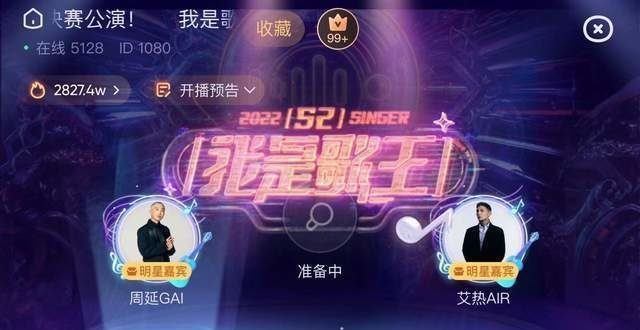 决赛公演！ 我是歌
收藏
99+
在线 5128 ID 1080
2827.4w
开播预告
2022 S2 SINGER
我是歌王
明星嘉宾
明星嘉宾
准备中
周延GAI
艾热AIR